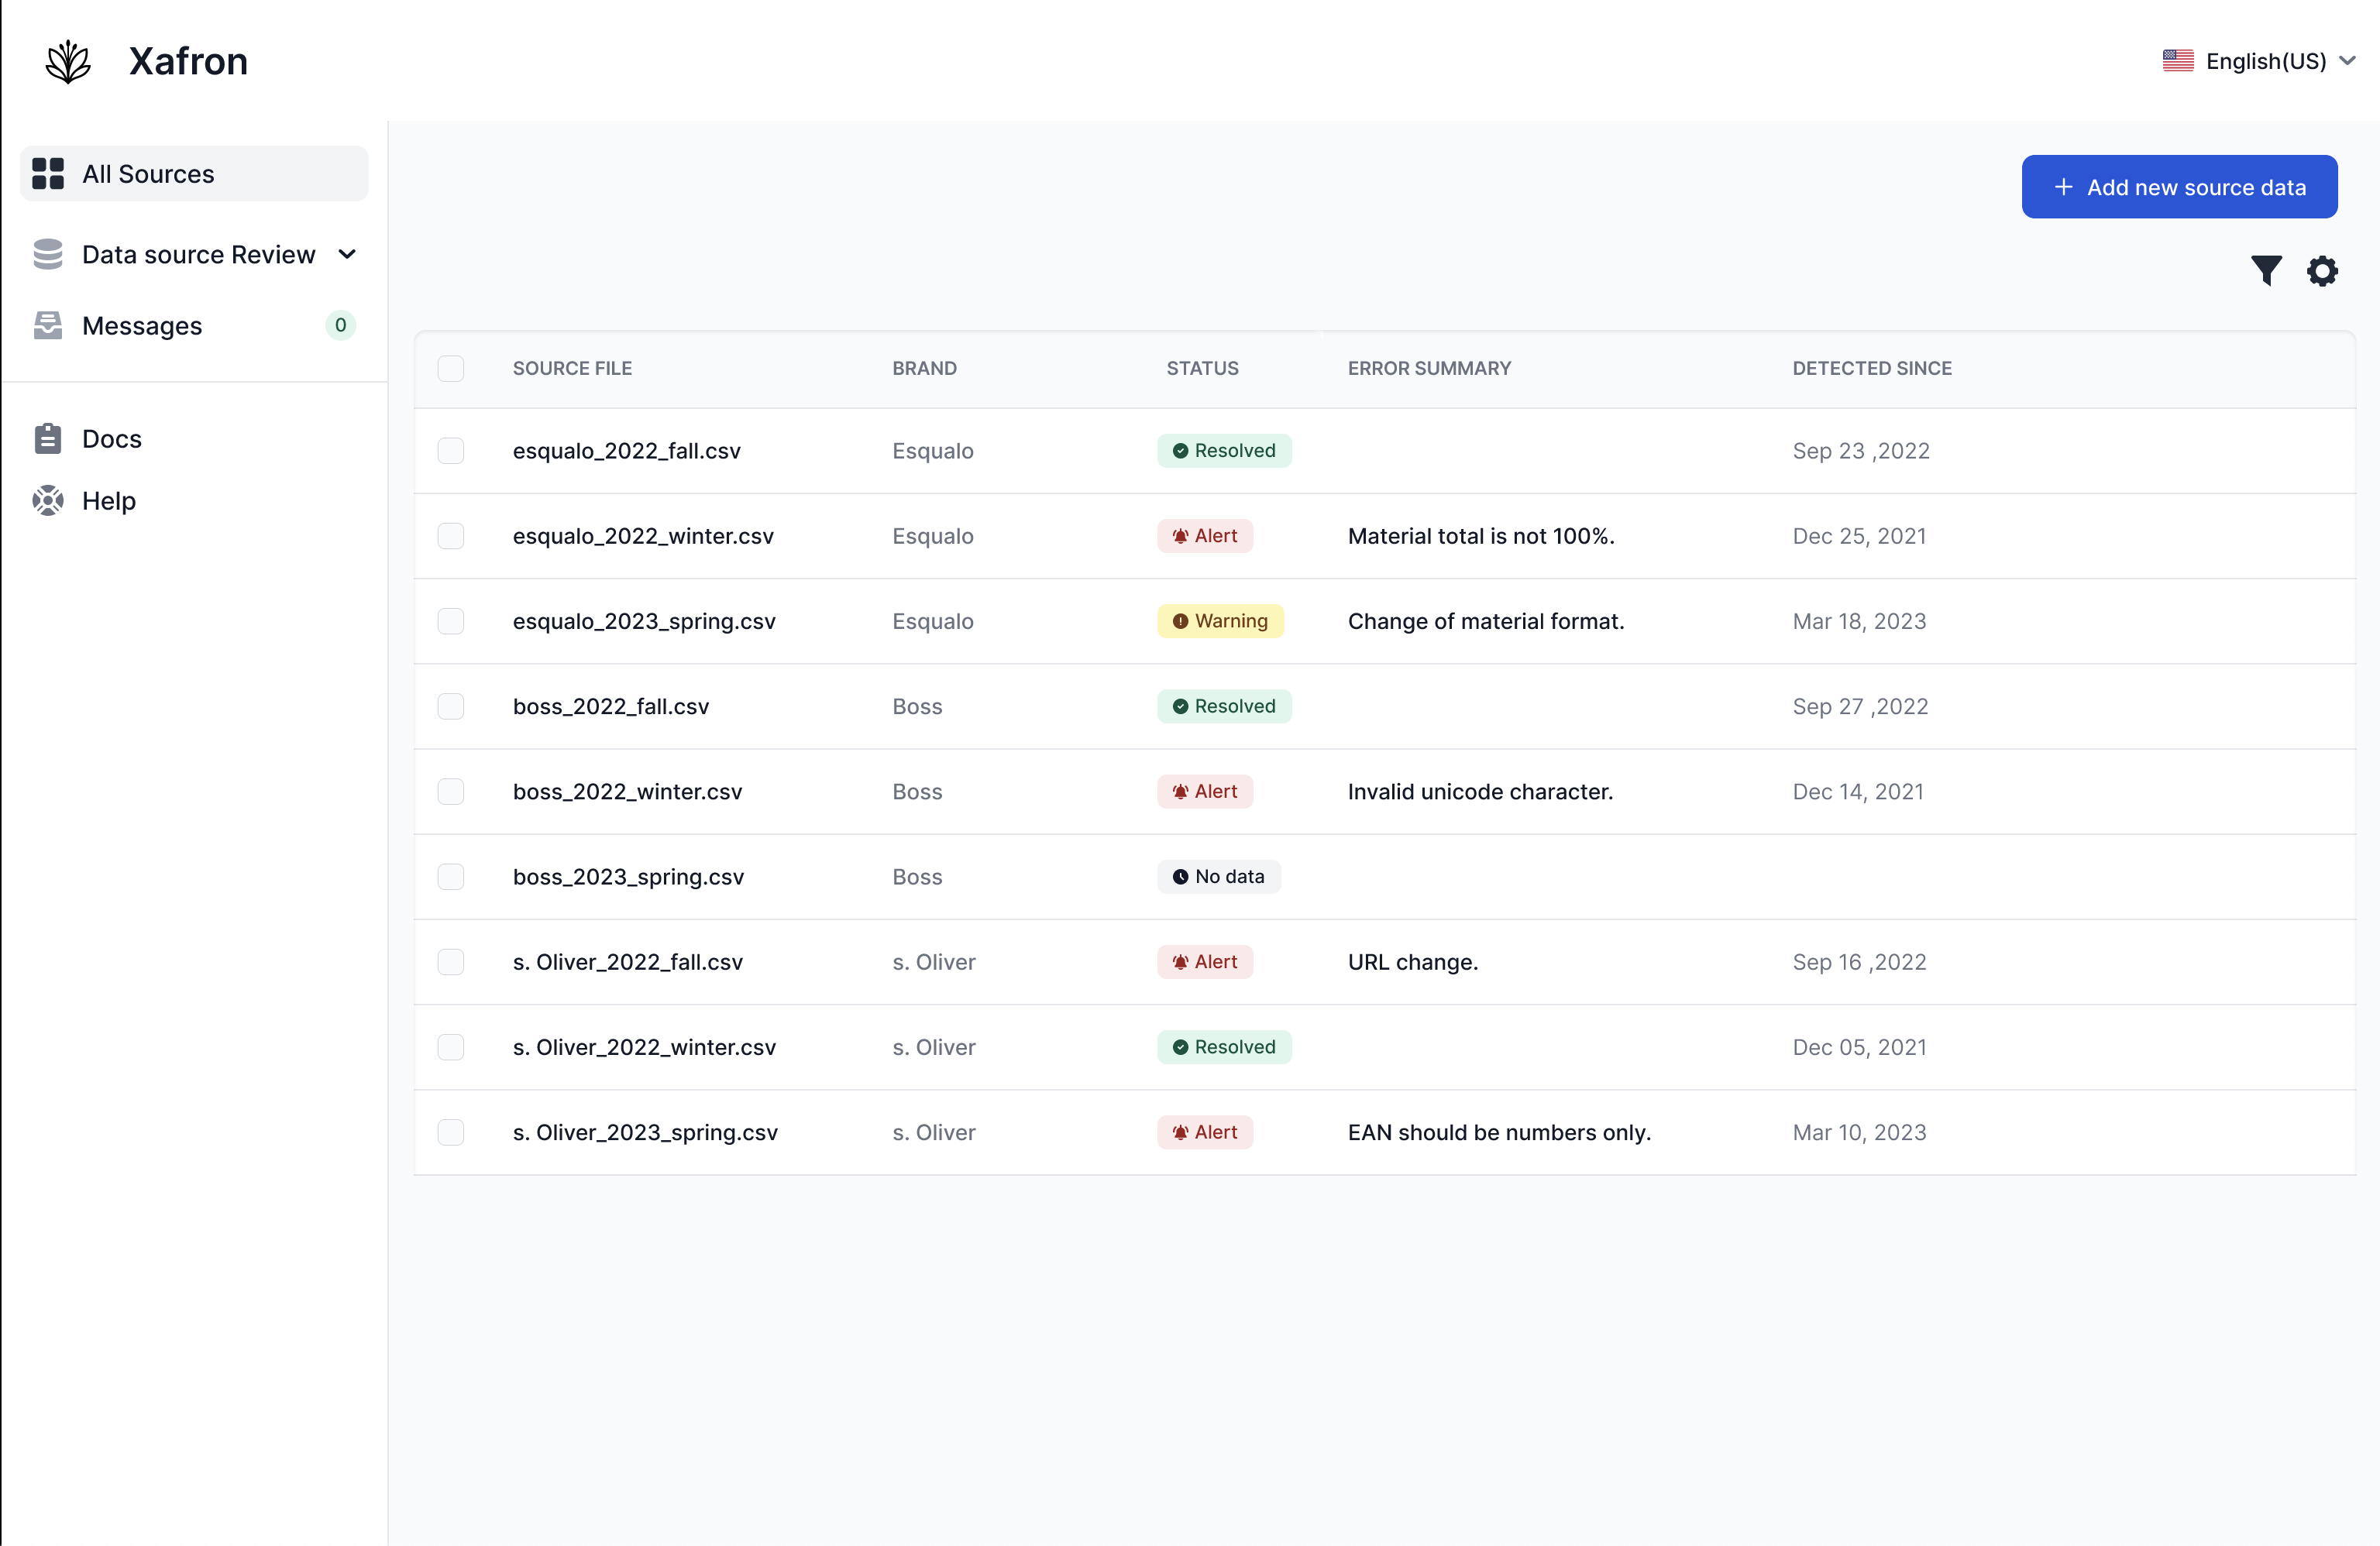 Xafron
English(US)
All Sources
Data source Review
Messages 0
Docs
Help
+ Add new source data
SOURCE FILE BRAND STATUS ERROR SUMMARY DETECTED SINCE
esqualo_2022_fall.csv Esqualo Resolved Sep 23 ,2022
esqualo_2022_winter.csv Esqualo Alert Material total is not 100%. Dec 25, 2021
esqualo_2023_spring.csv Esqualo Warning Change of material format. Mar 18, 2023
boss_2022_fall.csv Boss Resolved Sep 27 ,2022
boss_2022_winter.csv Boss Alert Invalid unicode character. Dec 14, 2021
boss_2023_spring.csv Boss No data
s. Oliver_2022_fall.csv s. Oliver Alert URL change. Sep 16 ,2022
s. Oliver_2022_winter.csv s. Oliver Resolved Dec 05, 2021
s. Oliver_2023_spring.csv s. Oliver Alert EAN should be numbers only. Mar 10, 2023